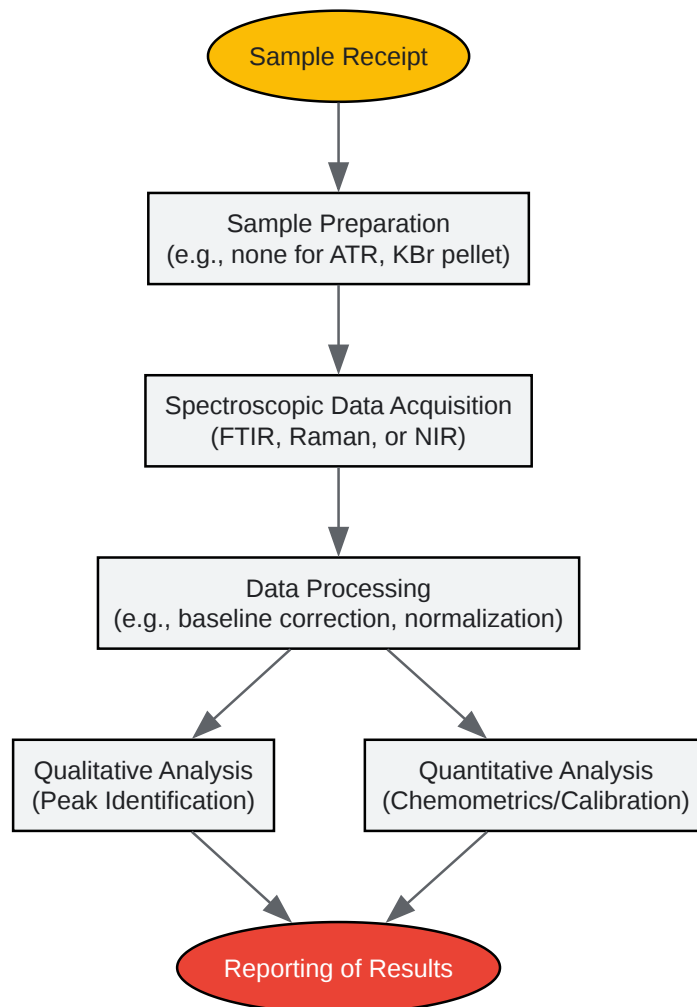 Sample Receipt
Sample Preparation
(e.g., none for ATR, KBr pellet)
Spectroscopic Data Acquisition
(FTIR, Raman, or NIR)
Data Processing
(e.g., baseline correction, normalization)
Qualitative Analysis
(Peak Identification)
Quantitative Analysis
(Chemometrics/Calibration)
Reporting of Results